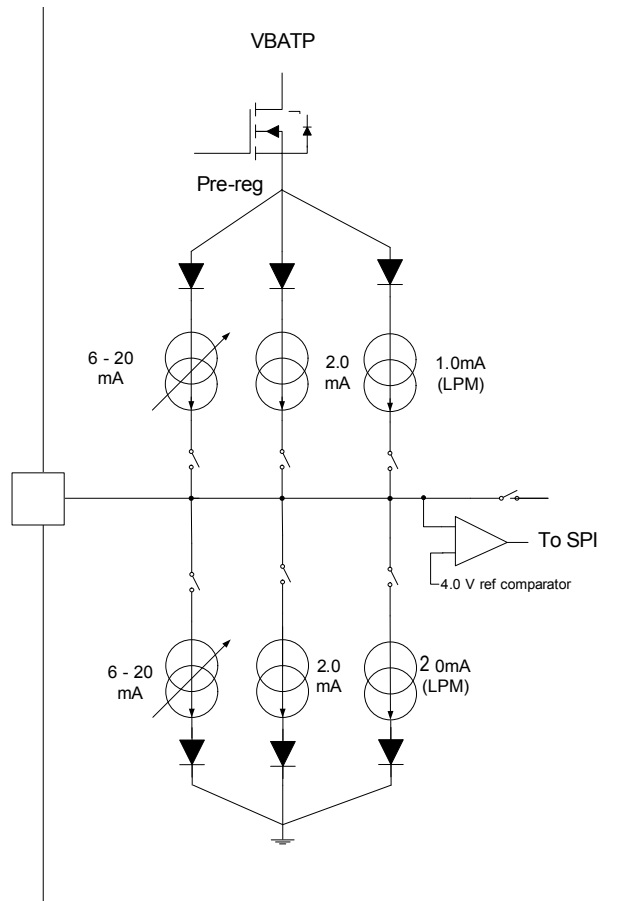 VBATP
Pre-reg
6 - 20
mA
2.0
mA
1.0mA
(LPM)
To SPI
4.0 V ref comparator
6 - 20
mA
2.0
mA
2 0mA
(LPM)